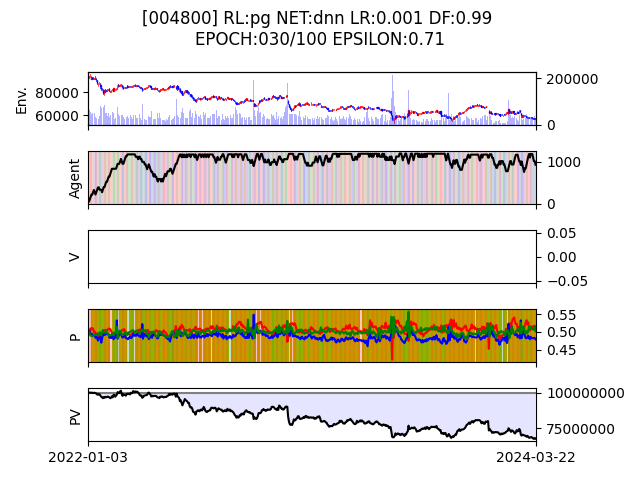 [004800] RL:pg NET:dnn LR:0.001 DF:0.99
EPOCH:030/100 EPSILON:0.71
Env.
80000
60000
200000
0
Agent
1000
0
V
0.05
0.00
−0.05
P
0.55
0.50
0.45
PV
100000000
75000000
2022-01-03
2024-03-22